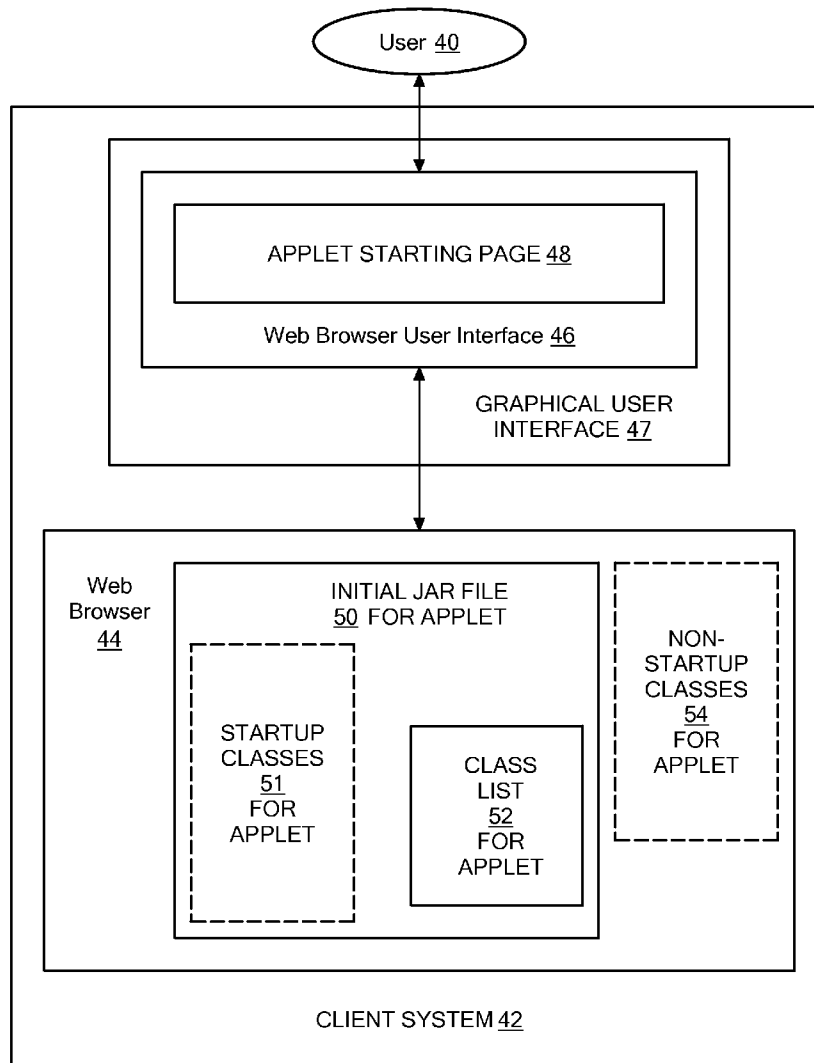 User 40
APPLET STARTING PAGE 48
Web Browser User Interface 46
GRAPHICAL USER
INTERFACE 47
Web
Browser
44
INITIAL JAR FILE
50 FOR APPLET
STARTUP
CLASSES
51
FOR
APPLET
CLASS
LIST
52
FOR
APPLET
NON-
STARTUP
CLASSES
54
FOR
APPLET
CLIENT SYSTEM 42